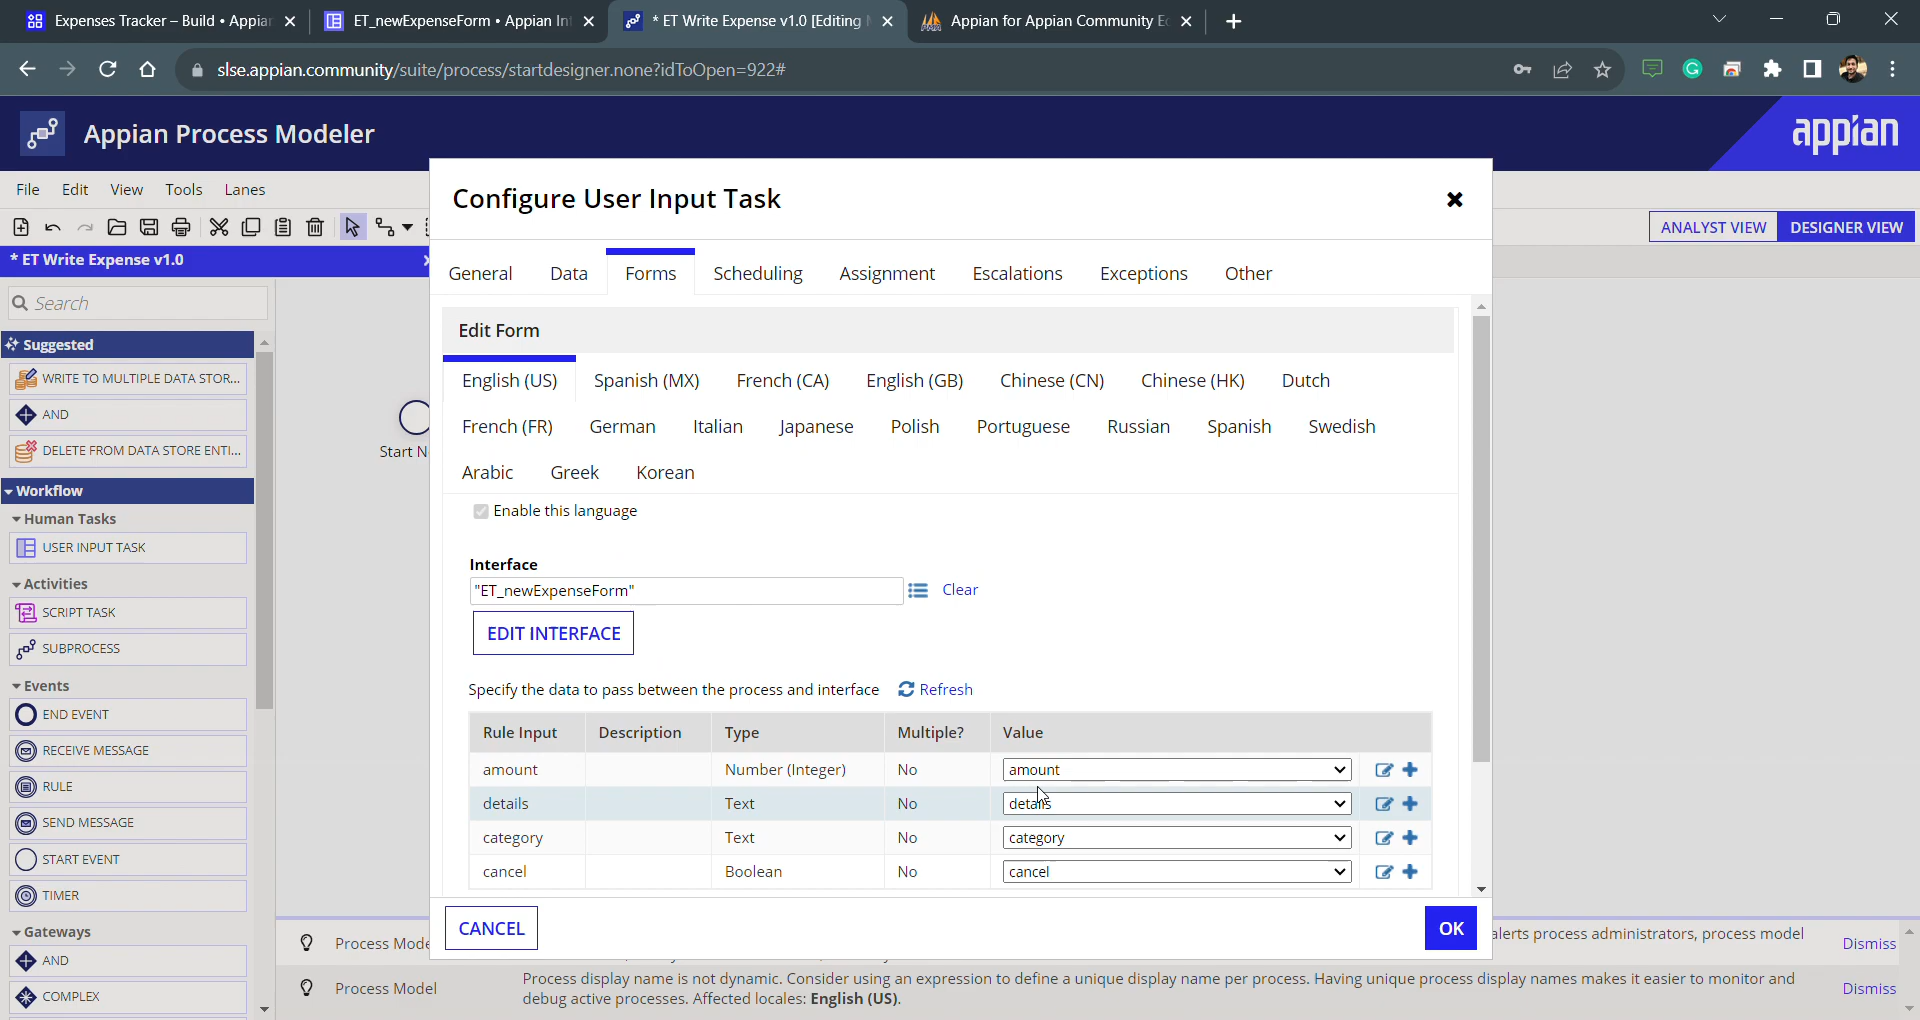 Expenses Tracker – Build • Appian
ET_newExpenseForm • Appian Int
* ET Write Expense v1.0 [Editing M
Appian for Appian Community Ed
slse.appian.community/suite/process/startdesigner.none?idToOpen=922#
Appian Process Modeler
appian
File Edit View Tools Lanes
ANALYST VIEW DESIGNER VIEW
* ET Write Expense v1.0
Search
Suggested
WRITE TO MULTIPLE DATA STOR...
AND
DELETE FROM DATA STORE ENTI...
Workflow
Human Tasks
USER INPUT TASK
Activities
SCRIPT TASK
SUBPROCESS
Events
END EVENT
RECEIVE MESSAGE
RULE
SEND MESSAGE
START EVENT
TIMER
Gateways
AND
COMPLEX
Start N
Configure User Input Task
General Data Forms Scheduling Assignment Escalations Exceptions Other
Edit Form
English (US) Spanish (MX) French (CA) English (GB) Chinese (CN) Chinese (HK) Dutch
French (FR) German Italian Japanese Polish Portuguese Russian Spanish Swedish
Arabic Greek Korean
Enable this language
Interface
"ET_newExpenseForm" Clear
EDIT INTERFACE
Specify the data to pass between the process and interface Refresh
Rule Input Description Type Multiple? Value
amount Number (Integer) No amount
details Text No details
category Text No category
cancel Boolean No cancel
CANCEL OK
Process Mode alerts process administrators, process model Dismiss
Process Model Process display name is not dynamic. Consider using an expression to define a unique display name per process. Having unique process display names makes it easier to monitor and Dismiss
debug active processes. Affected locales: English (US).